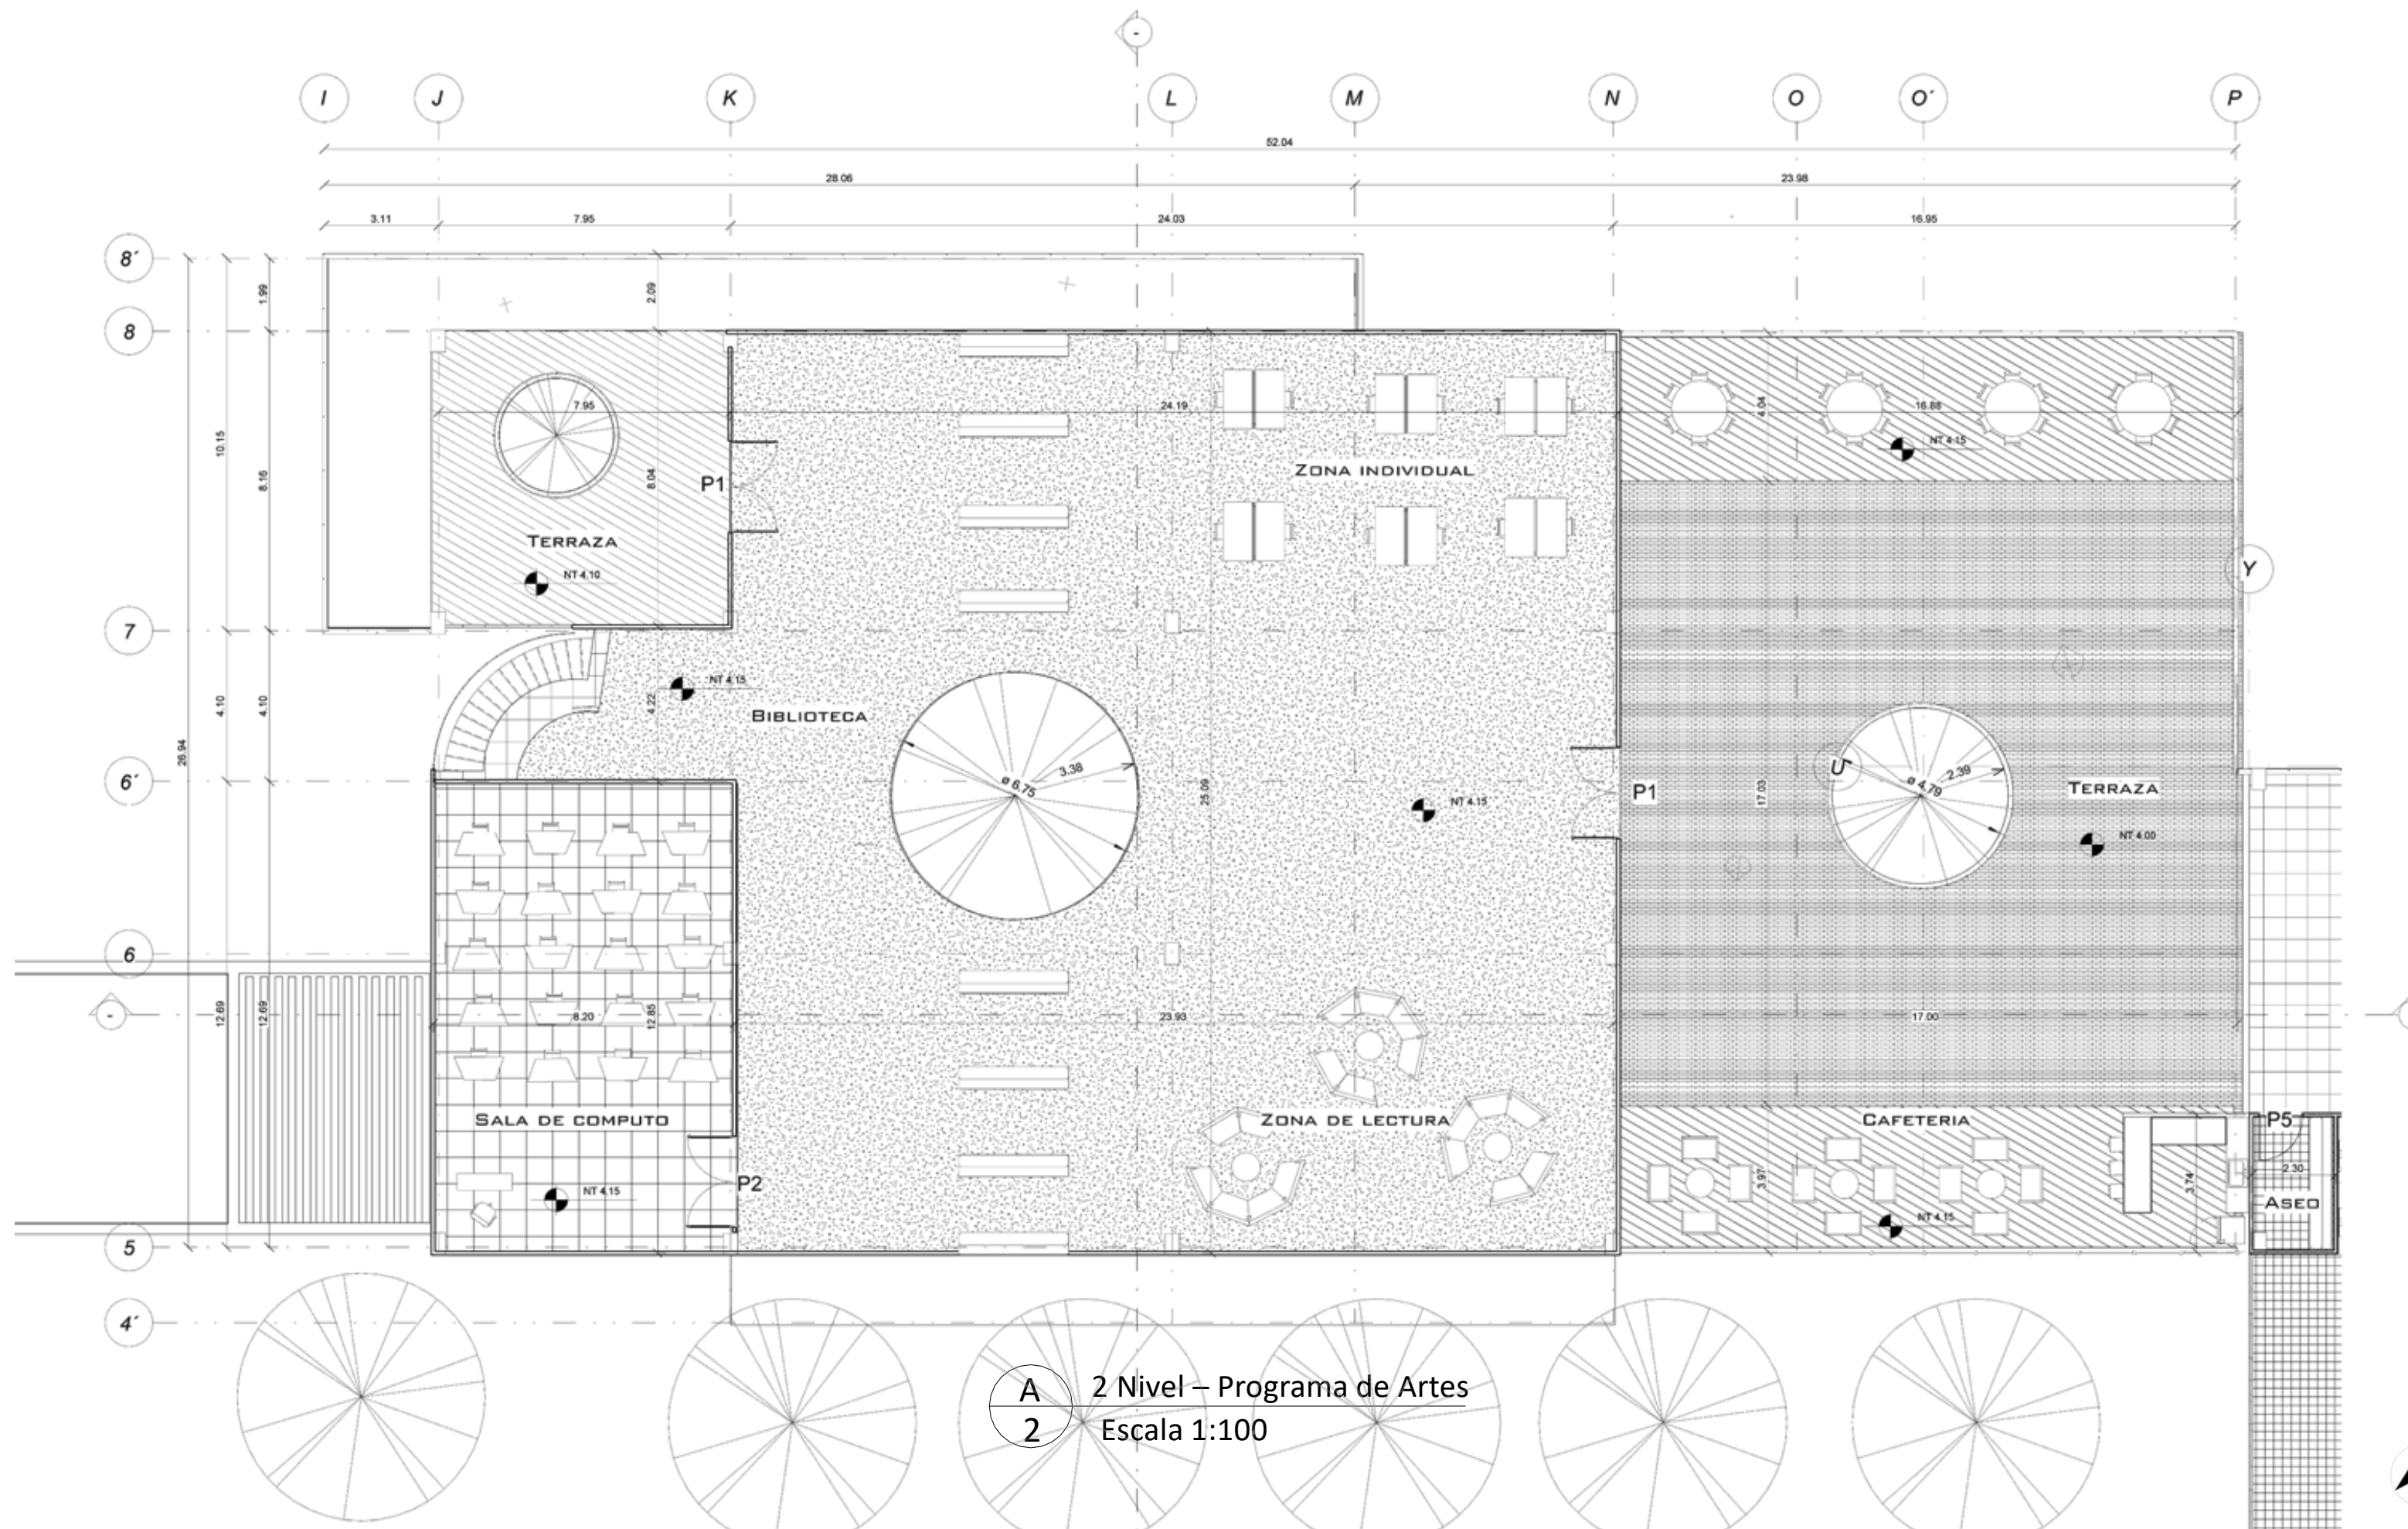 -
I J K L M N O O´ P
52.04
28.06 23.98
3.11 7.95 24.03 16.95
8´
1.99 2.09
8
7.95 24.19 4.04 16.88
10.15 8.16 8.04
NT 4.15
ZONA INDIVIDUAL
P1
TERRAZA
NT 4.10
Y
7
NT 4.15
4.10 4.10 4.22
BIBLIOTECA
26.94
6´
ø 6.75 3.38
25.09
NT 4.15
P1
17.03
U
ø 4.79 2.39
TERRAZA
NT 4.00
6
12.69 12.69
-
8.20 12.85 23.93 17.00
SALA DE COMPUTO
ZONA DE LECTURA
CAFETERIA
P5
P2
NT 4.15
3.97
NT 4.15
3.74
2.30
ASEO
5
4´
A 2 Nivel – Programa de Artes
2 Escala 1:100